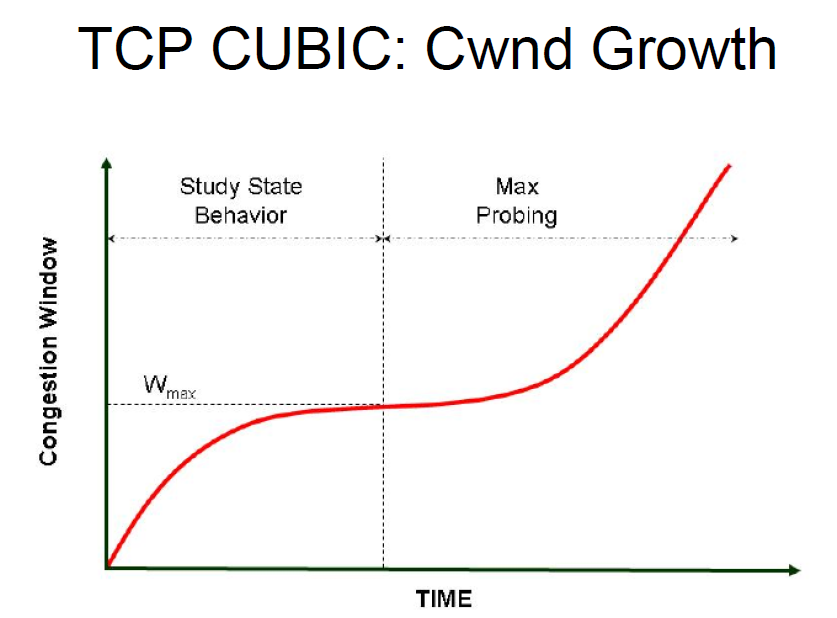 TCP CUBIC: Cwnd Growth
Study State
Behavior
Max
Probing
Congestion Window
Wmax
TIME